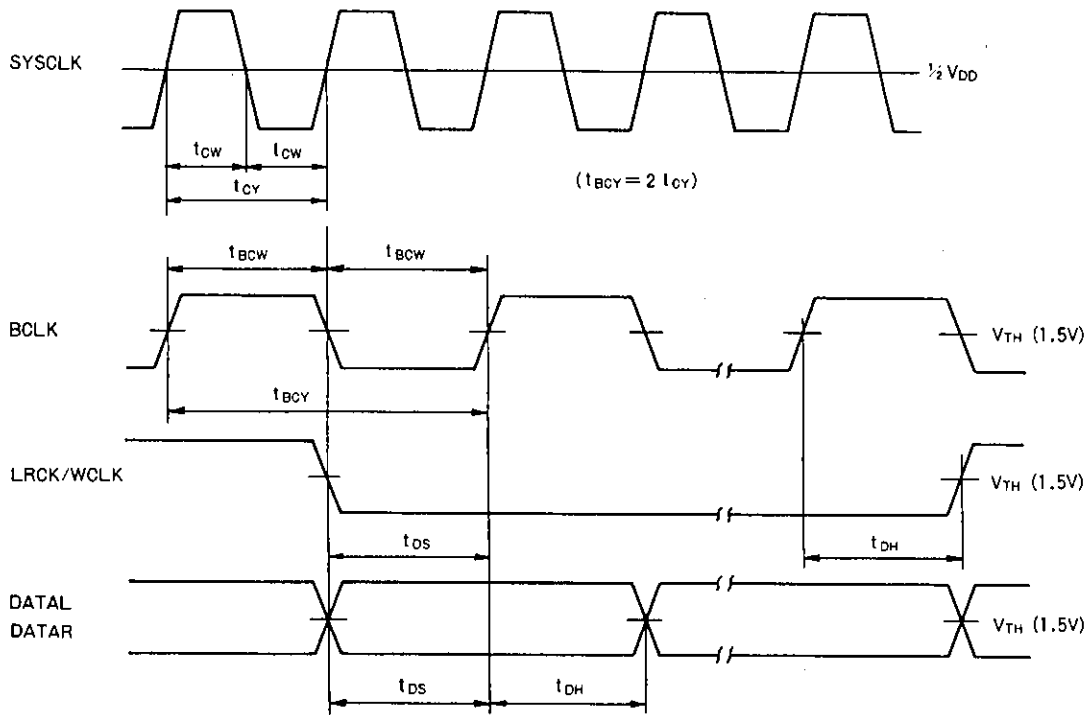 SYSCLK
½ VDD
tCW tCW
tCY
(tBCY = 2 tCY)
tBCW tBCW
BCLK
VTH (1.5V)
tBCY
LRCK/WCLK
VTH (1.5V)
tDS
tDH
DATAL
DATAR
VTH (1.5V)
tDS tDH